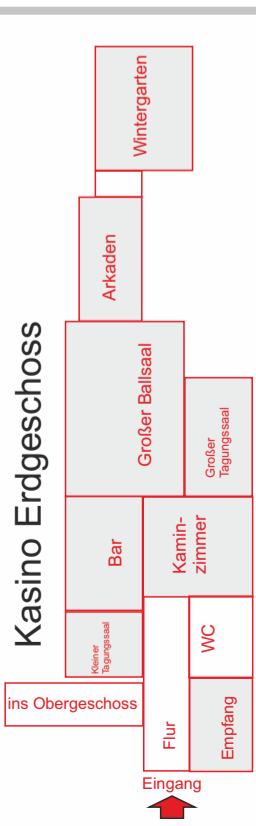 Kasino Erdgeschoss
Wintergarten
Arkaden
Großer Ballsaal
Großer
Tagungssaal
Bar
Kamin-
zimmer
Kleiner
Tagungssaal
WC
ins Obergeschoss
Flur
Empfang
Eingang